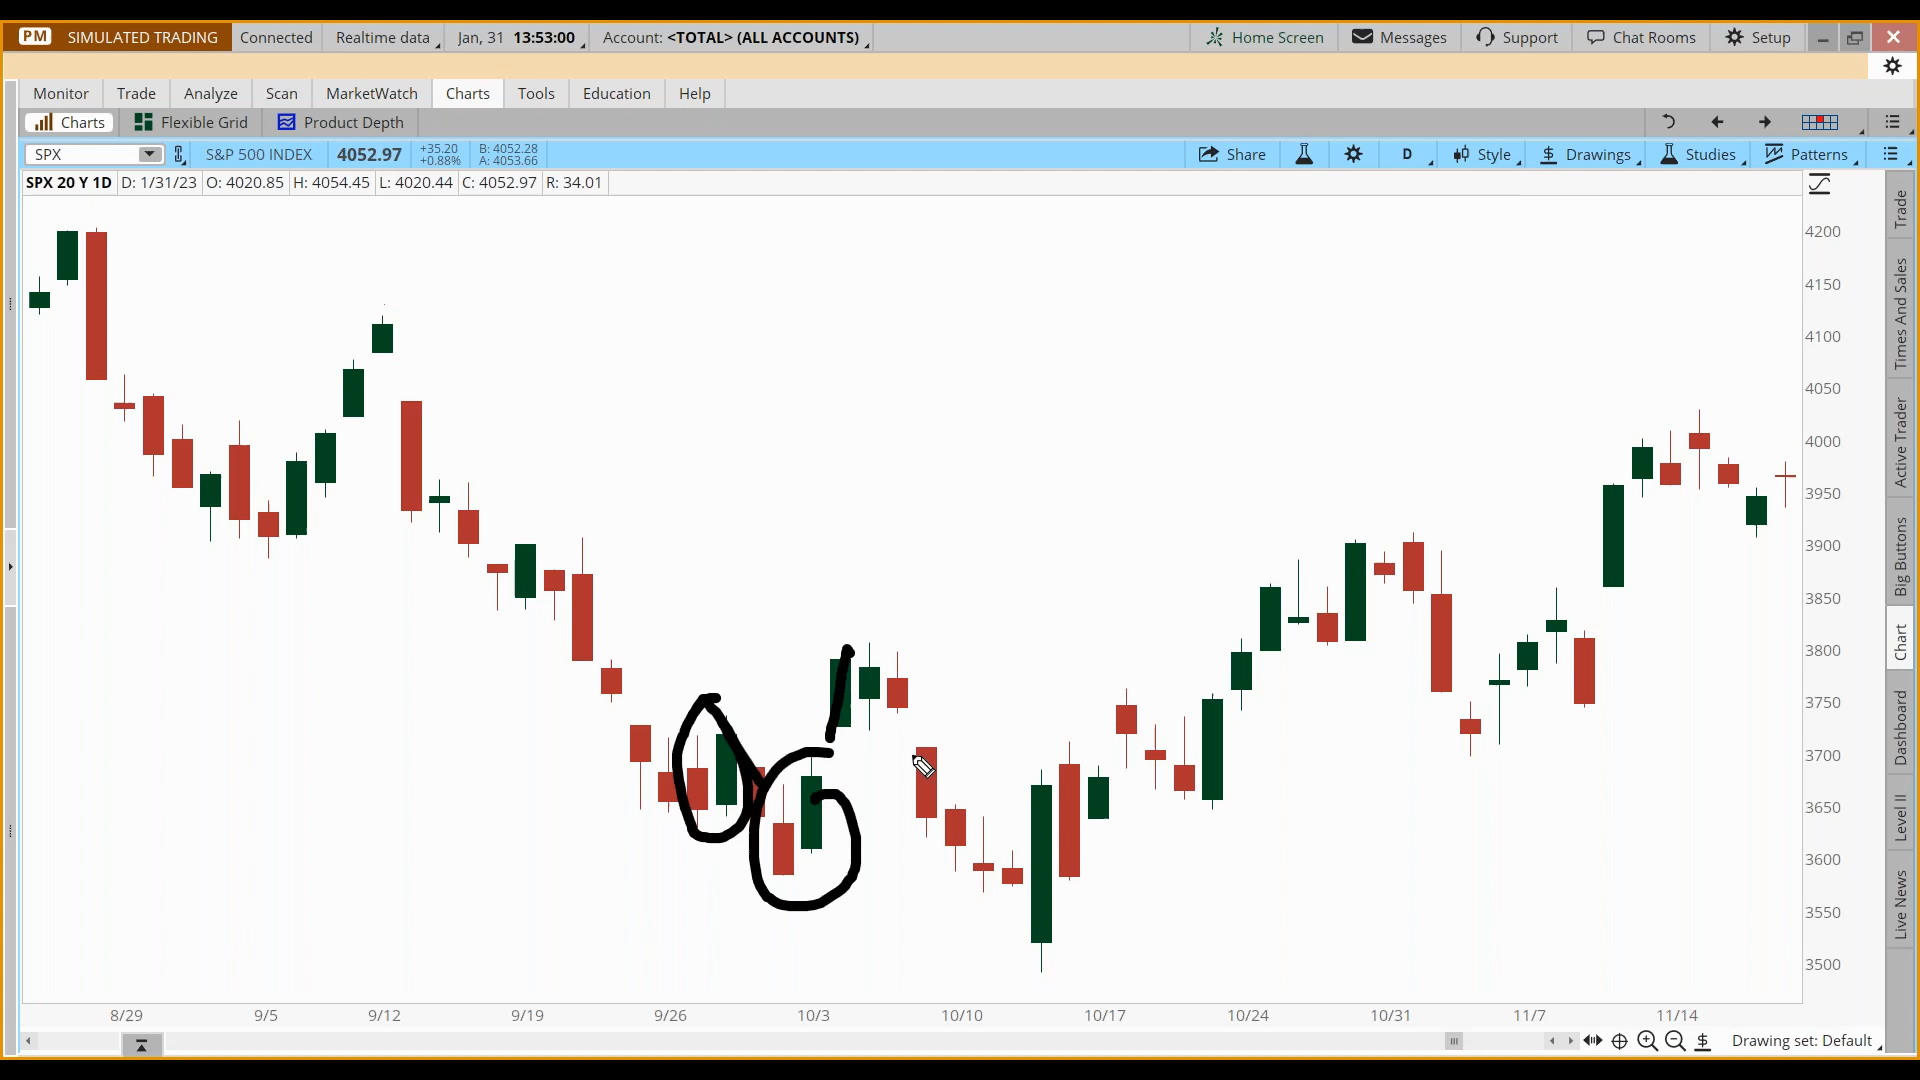 PM SIMULATED TRADING Connected Realtime data Jan, 31 13:53:00 Account: <TOTAL> (ALL ACCOUNTS) Home Screen Messages Support Chat Rooms Setup
Monitor Trade Analyze Scan MarketWatch Charts Tools Education Help
Charts Flexible Grid Product Depth
SPX S&P 500 INDEX 4052.97 +35.20 B: 4052.28 Share D Style Drawings Studies Patterns
+0.88% A: 4053.66
SPX 20 Y 1D D: 1/31/23 O: 4020.85 H: 4054.45 L: 4020.44 C: 4052.97 R: 34.01
4200
4150
4100
4050
4000
3950
3900
3850
3800
3750
3700
3650
3600
3550
3500
8/29 9/5 9/12 9/19 9/26 10/3 10/10 10/17 10/24 10/31 11/7 11/14
Drawing set: Default
Trade
Times And Sales
Active Trader
Big Buttons
Chart
Dashboard
Level II
Live News